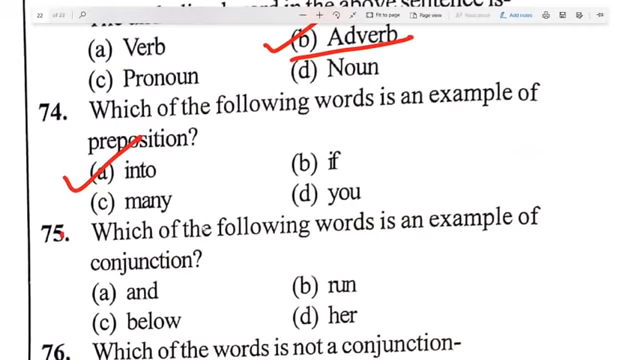 22 Fit to page Page view Add notes
(a) Verb (b) Adverb
(c) Pronoun (d) Noun
74. Which of the following words is an example of
preposition?
(a) into (b) if
(c) many (d) you
75. Which of the following words is an example of
conjunction?
(a) and (b) run
(c) below (d) her
76. Which of the words is not a conjunction-